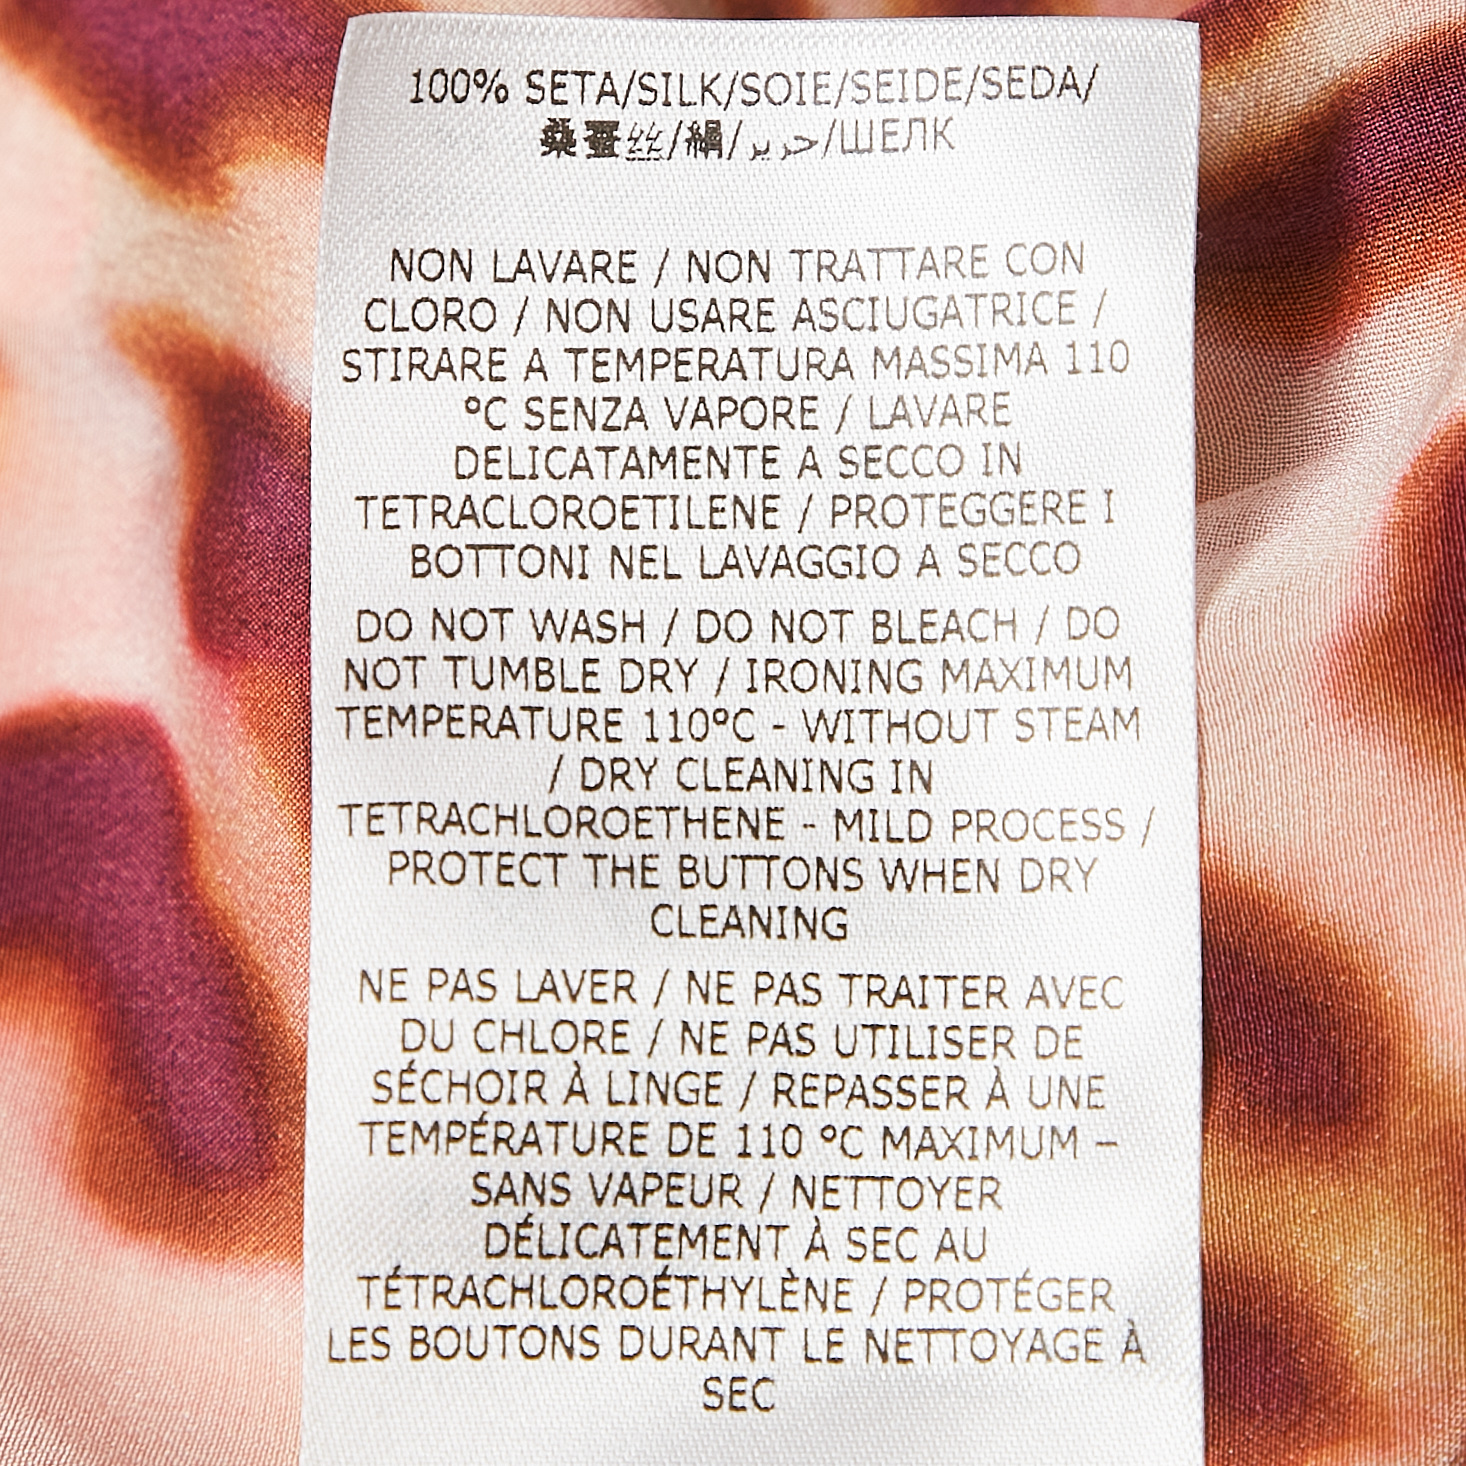 100% SETA/SILK/SOIE/SEIDE/SEDA/
桑蚕丝/絹/حرير/ШЕЛК
NON LAVARE / NON TRATTARE CON
CLORO / NON USARE ASCIUGATRICE /
STIRARE A TEMPERATURA MASSIMA 110
°C SENZA VAPORE / LAVARE
DELICATAMENTE A SECCO IN
TETRACLOROETILENE / PROTEGGERE I
BOTTONI NEL LAVAGGIO A SECCO
DO NOT WASH / DO NOT BLEACH / DO
NOT TUMBLE DRY / IRONING MAXIMUM
TEMPERATURE 110°C - WITHOUT STEAM
/ DRY CLEANING IN
TETRACHLOROETHENE - MILD PROCESS /
PROTECT THE BUTTONS WHEN DRY
CLEANING
NE PAS LAVER / NE PAS TRAITER AVEC
DU CHLORE / NE PAS UTILISER DE
SÉCHOIR À LINGE / REPASSER À UNE
TEMPÉRATURE DE 110 °C MAXIMUM –
SANS VAPEUR / NETTOYER
DÉLICATEMENT À SEC AU
TÉTRACHLOROÉTHYLÈNE / PROTÉGER
LES BOUTONS DURANT LE NETTOYAGE À
SEC